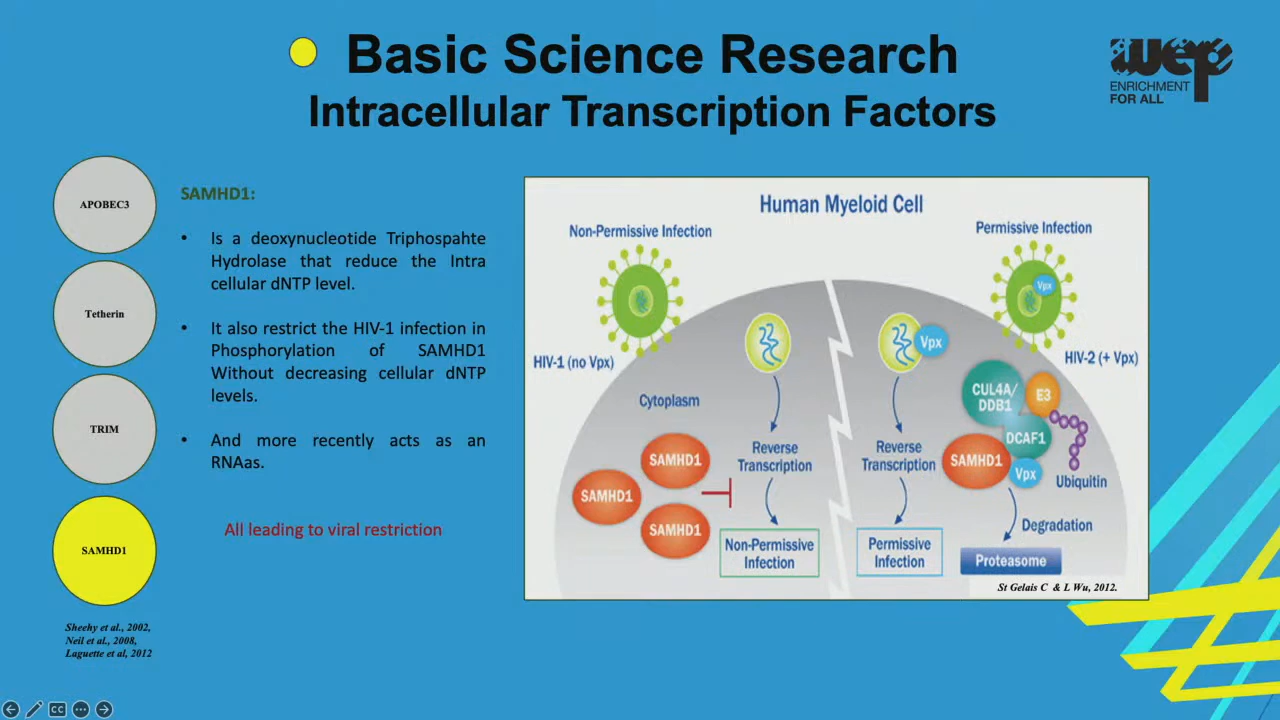 Basic Science Research
Intracellular Transcription Factors
iwep
ENRICHMENT
FOR ALL
APOBEC3
Tetherin
TRIM
SAMHD1
Sheehy et al., 2002,
Neil et al., 2008,
Laguette et al, 2012
SAMHD1:
• Is a deoxynucleotide Triphospahte
Hydrolase that reduce the Intra
cellular dNTP level.
• It also restrict the HIV-1 infection in
Phosphorylation of SAMHD1
Without decreasing cellular dNTP
levels.
• And more recently acts as an
RNAas.
All leading to viral restriction
Human Myeloid Cell
Non-Permissive Infection
HIV-1 (no Vpx)
Cytoplasm
SAMHD1
SAMHD1
SAMHD1
Reverse
Transcription
Non-Permissive
Infection
Permissive Infection
Vpx
HIV-2 (+ Vpx)
Vpx
Reverse
Transcription
Permissive
Infection
CUL4A/
DDB1
E3
DCAF1
SAMHD1
Vpx
Ubiquitin
Degradation
Proteasome
St Gelais C & L Wu, 2012.
CC